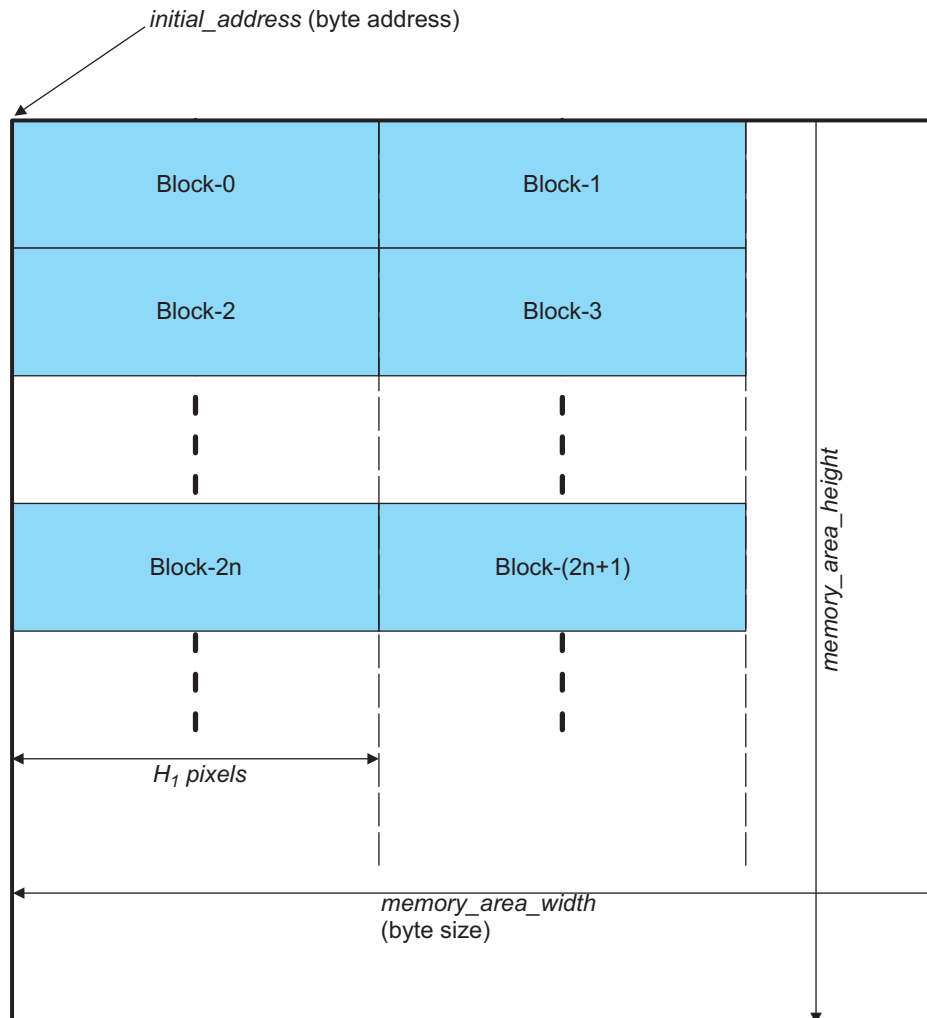 initial_address (byte address)
Block-0
Block-1
Block-2
Block-3
Block-2n
Block-(2n+1)
memory_area_height
H1 pixels
memory_area_width
(byte size)